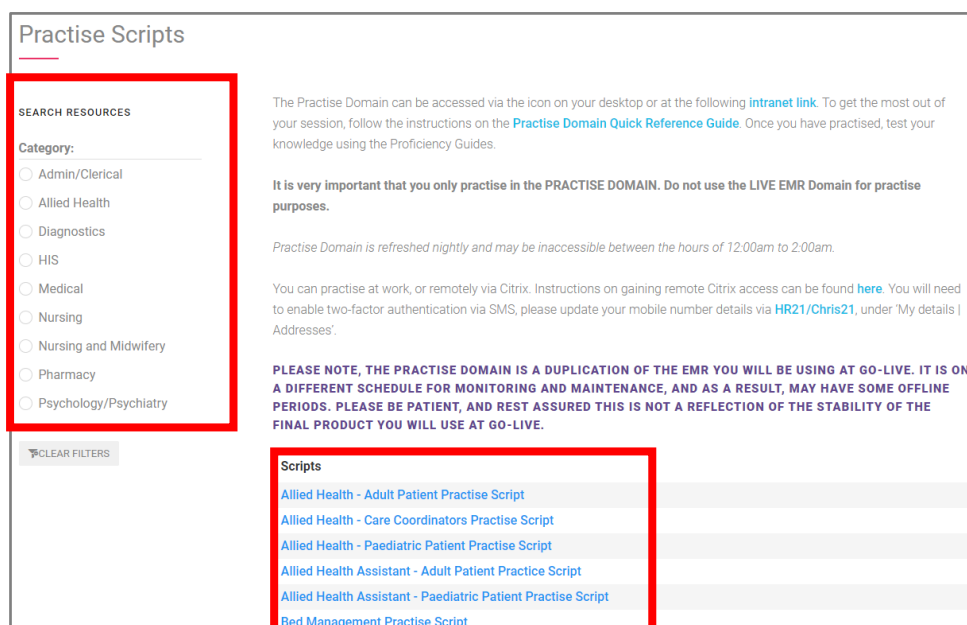 Practise Scripts
SEARCH RESOURCES
Category:
Admin/Clerical
Allied Health
Diagnostics
HIS
Medical
Nursing
Nursing and Midwifery
Pharmacy
Psychology/Psychiatry
CLEAR FILTERS
The Practise Domain can be accessed via the icon on your desktop or at the following intranet link. To get the most out of
your session, follow the instructions on the Practise Domain Quick Reference Guide. Once you have practised, test your
knowledge using the Proficiency Guides.
It is very important that you only practise in the PRACTISE DOMAIN. Do not use the LIVE EMR Domain for practise
purposes.
Practise Domain is refreshed nightly and may be inaccessible between the hours of 12:00am to 2:00am.
You can practise at work, or remotely via Citrix. Instructions on gaining remote Citrix access can be found here. You will need
to enable two-factor authentication via SMS, please update your mobile number details via HR21/Chris21, under 'My details |
Addresses'.
PLEASE NOTE, THE PRACTISE DOMAIN IS A DUPLICATION OF THE EMR YOU WILL BE USING AT GO-LIVE. IT IS ON
A DIFFERENT SCHEDULE FOR MONITORING AND MAINTENANCE, AND AS A RESULT, MAY HAVE SOME OFFLINE
PERIODS. PLEASE BE PATIENT, AND REST ASSURED THIS IS NOT A REFLECTION OF THE STABILITY OF THE
FINAL PRODUCT YOU WILL USE AT GO-LIVE.
Scripts
Allied Health - Adult Patient Practise Script
Allied Health - Care Coordinators Practise Script
Allied Health - Paediatric Patient Practise Script
Allied Health Assistant - Adult Patient Practice Script
Allied Health Assistant - Paediatric Patient Practise Script
Bed Management Practise Script